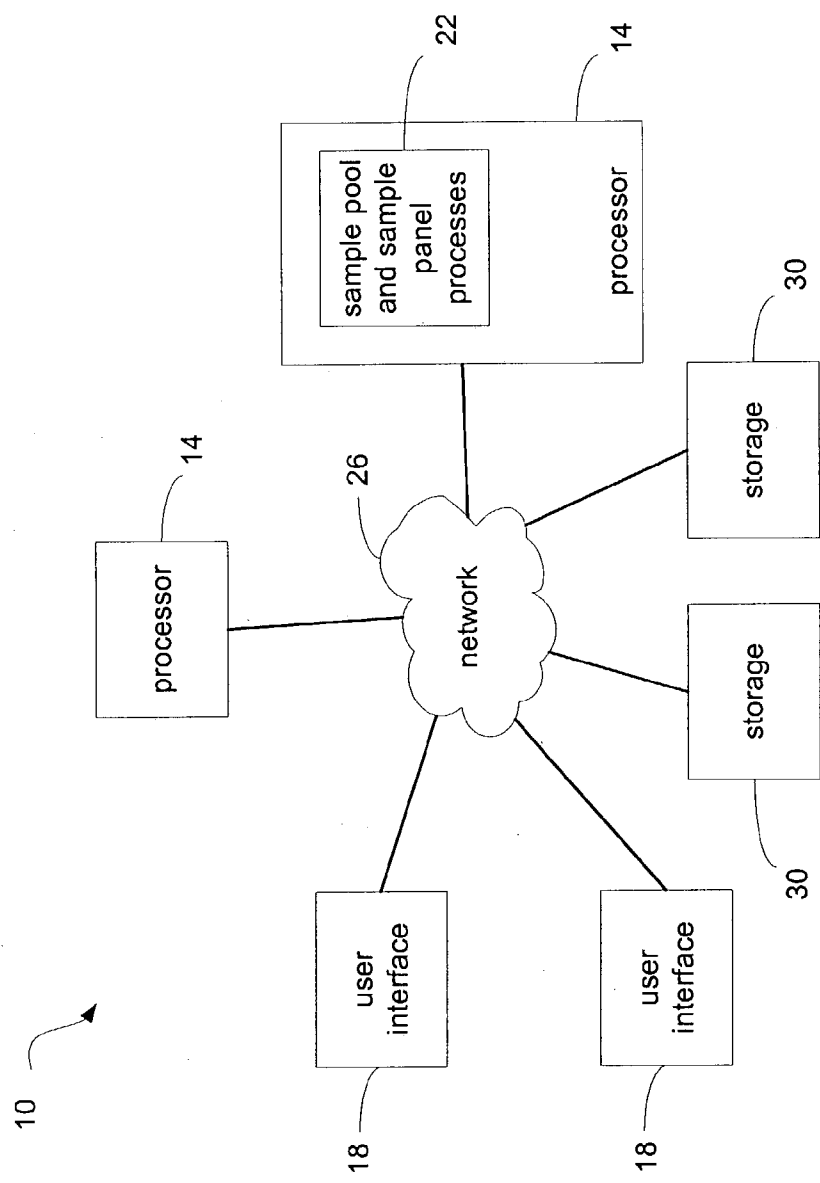 10
14
processor
26
network
22
sample pool
and sample
panel
processes
processor
14
user
interface
18
user
interface
18
storage
30
storage
30